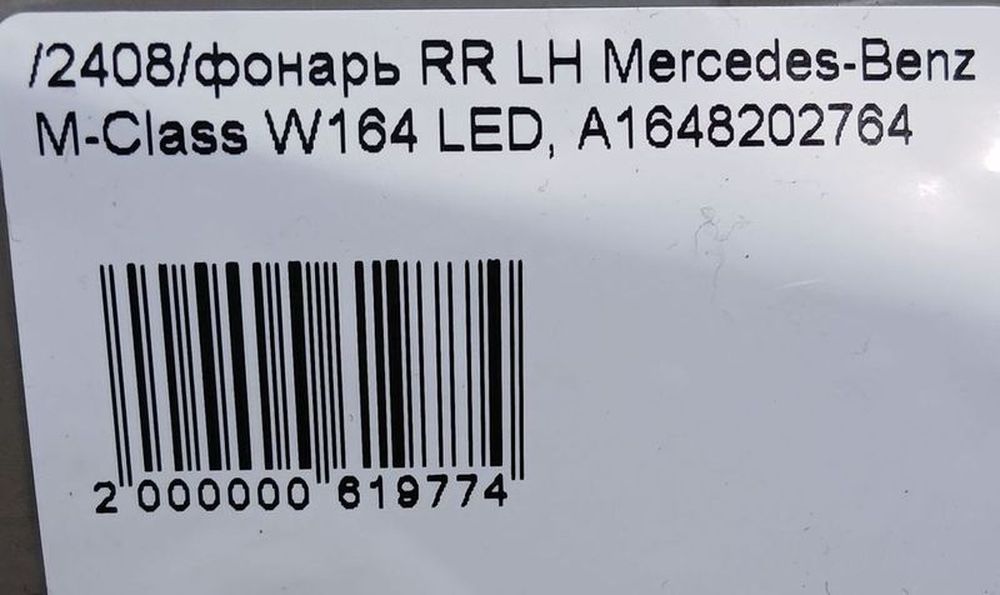 /2408/фонарь RR LH Mercedes-Benz
M-Class W164 LED, A1648202764
2 000000 619774